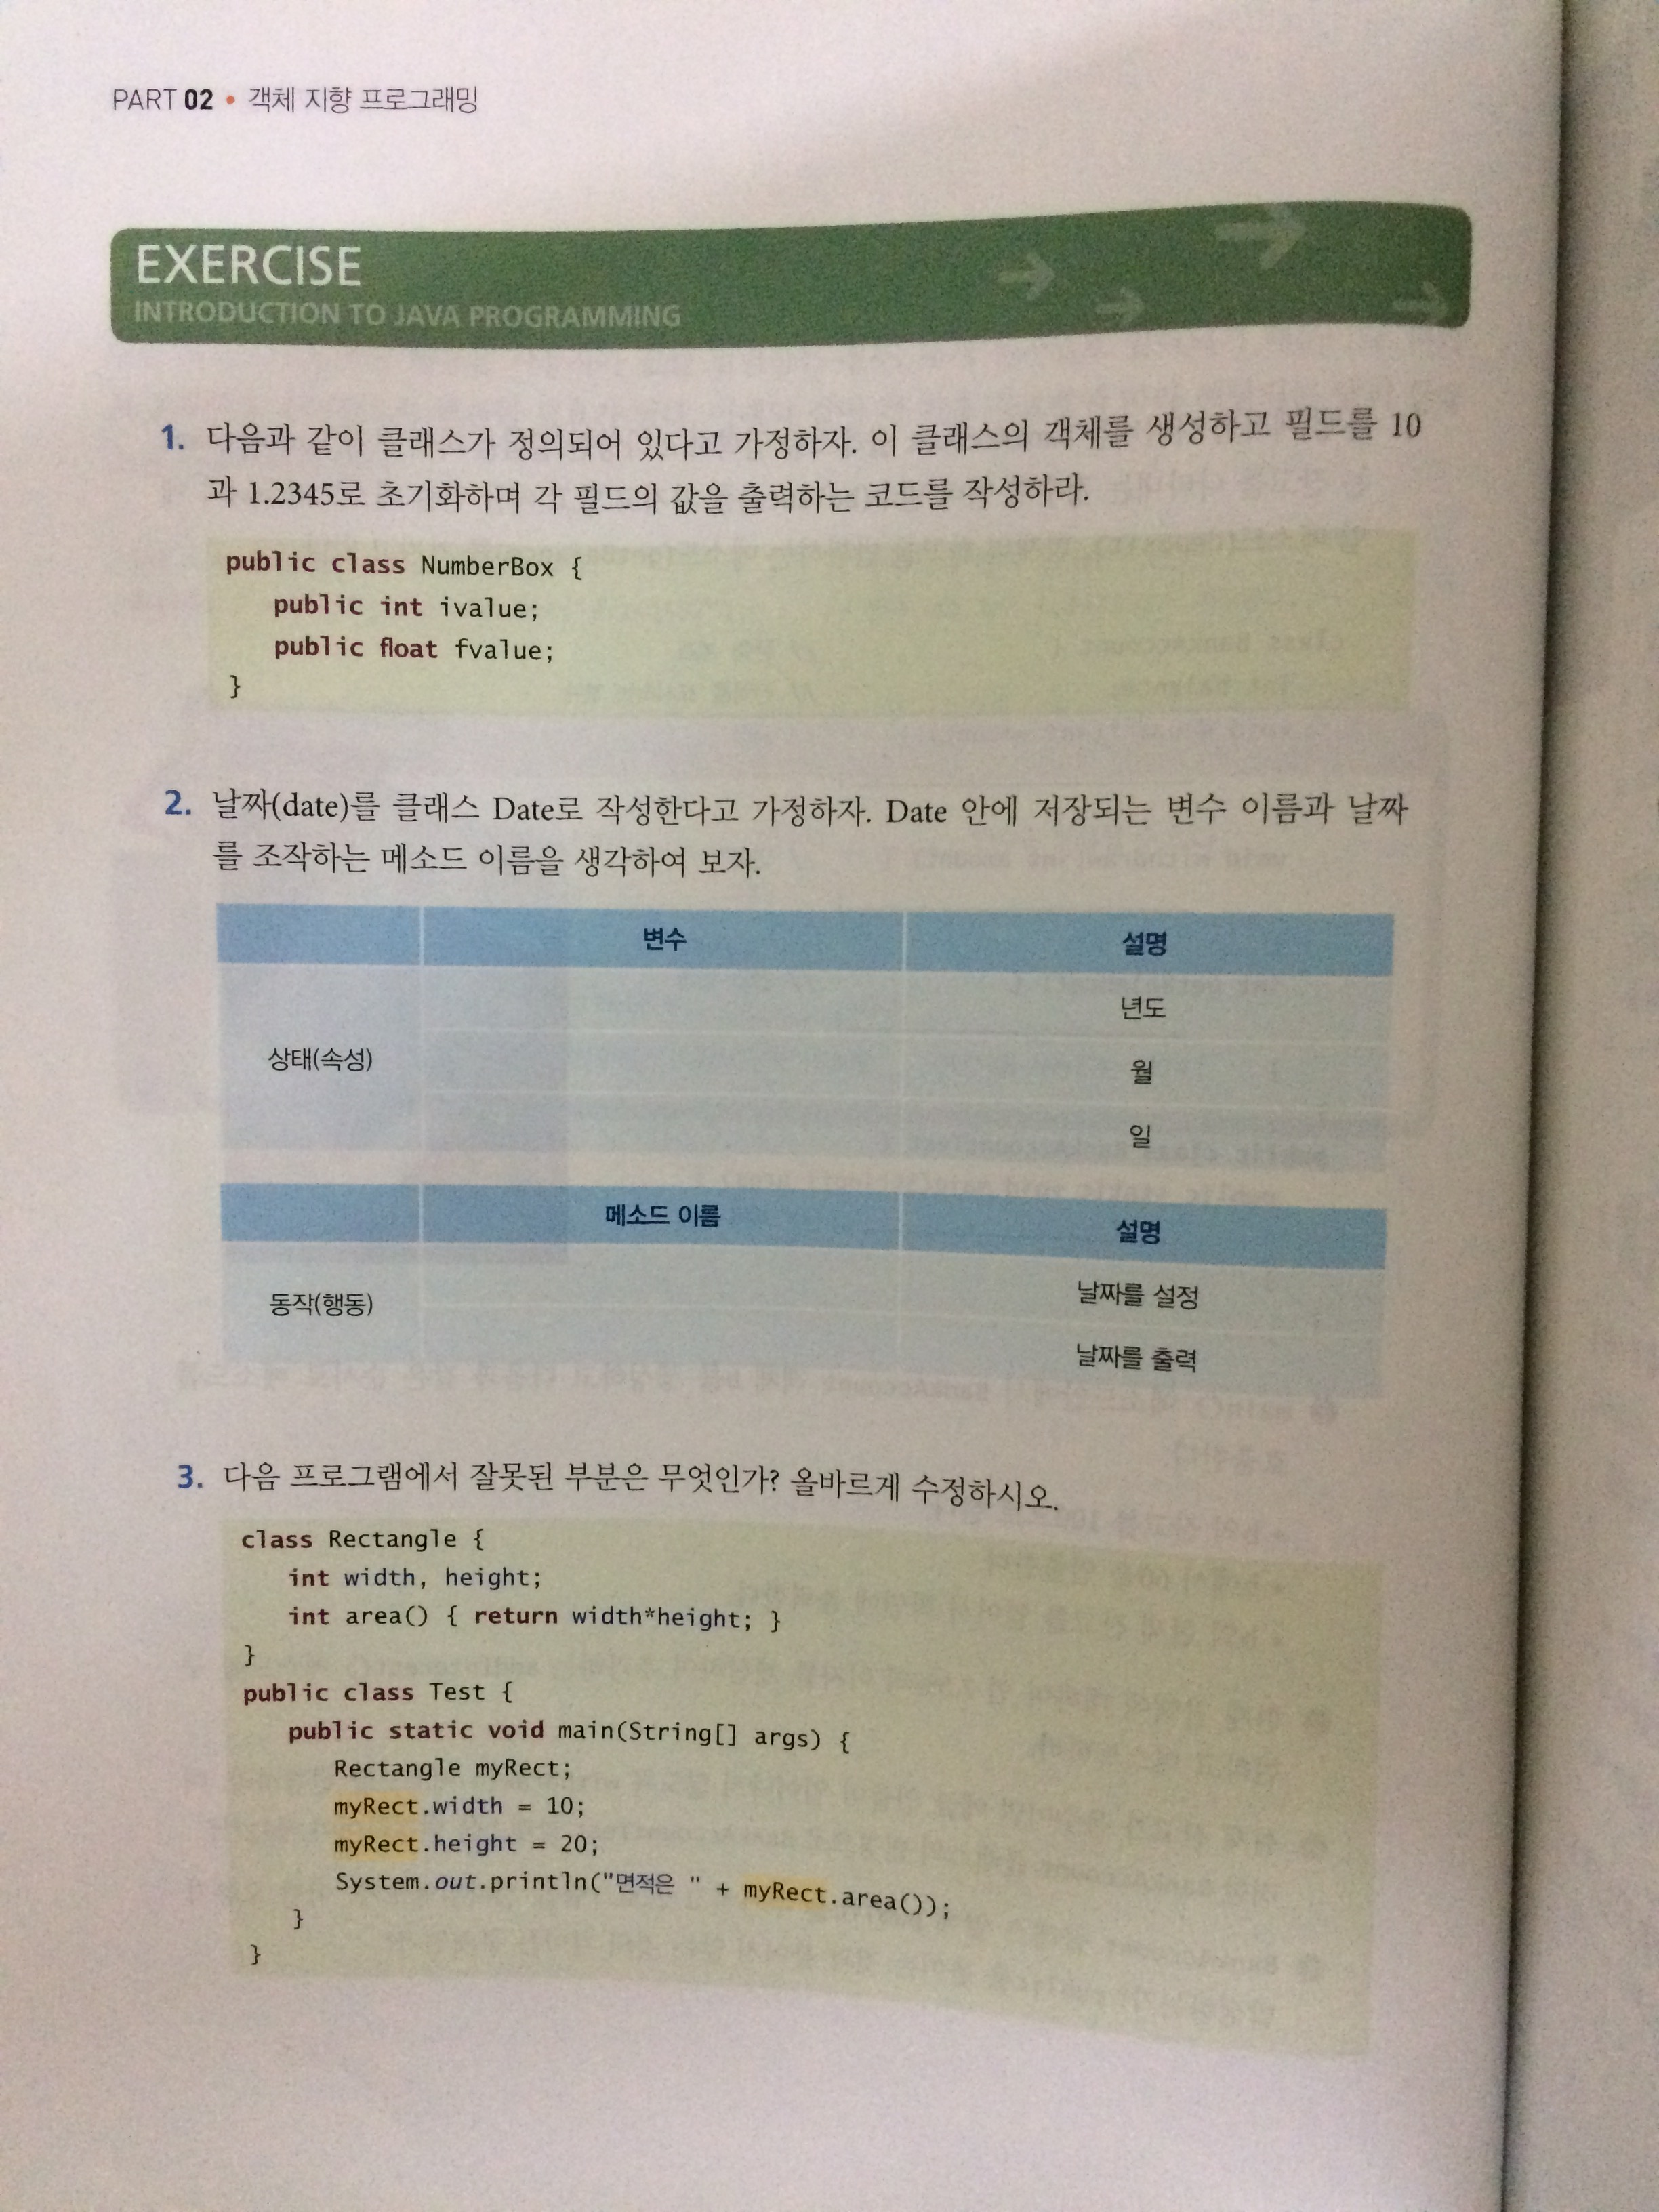 PART 02 • 객체 지향 프로그래밍
EXERCISE
INTRODUCTION TO JAVA PROGRAMMING
1. 다음과 같이 클래스가 정의되어 있다고 가정하자. 이 클래스의 객체를 생성하고 필드를 10
과 1.2345로 초기화하며 각 필드의 값을 출력하는 코드를 작성하라.
public class NumberBox {
public int ivalue;
public float fvalue;
}
2. 날짜(date)를 클래스 Date로 작성한다고 가정하자. Date 안에 저장되는 변수 이름과 날짜
를 조작하는 메소드 이름을 생각하여 보자.
변수 설명
년도
상태(속성) 월
일
메소드 이름 설명
동작(행동) 날짜를 설정
날짜를 출력
3. 다음 프로그램에서 잘못된 부분은 무엇인가? 올바르게 수정하시오.
class Rectangle {
int width, height;
int area() { return width*height; }
}
public class Test {
public static void main(String[] args) {
Rectangle myRect;
myRect.width = 10;
myRect.height = 20;
System.out.println("면적은 " + myRect.area());
}
}